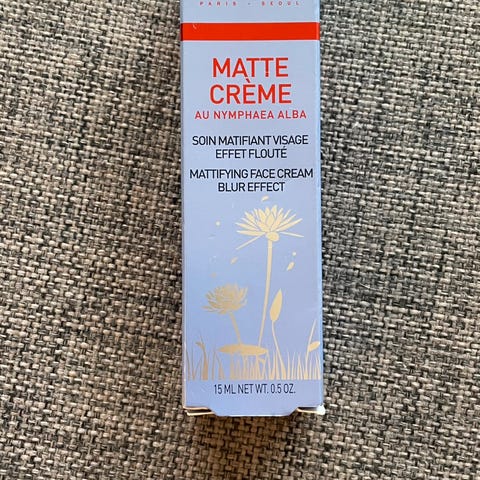 PARIS - SEOUL
MATTE
CRÈME
AU NYMPHAEA ALBA
SOIN MATIFIANT VISAGE
EFFET FLOUTÉ
MATTIFYING FACE CREAM
BLUR EFFECT
15 ML NET WT. 0.5 OZ.